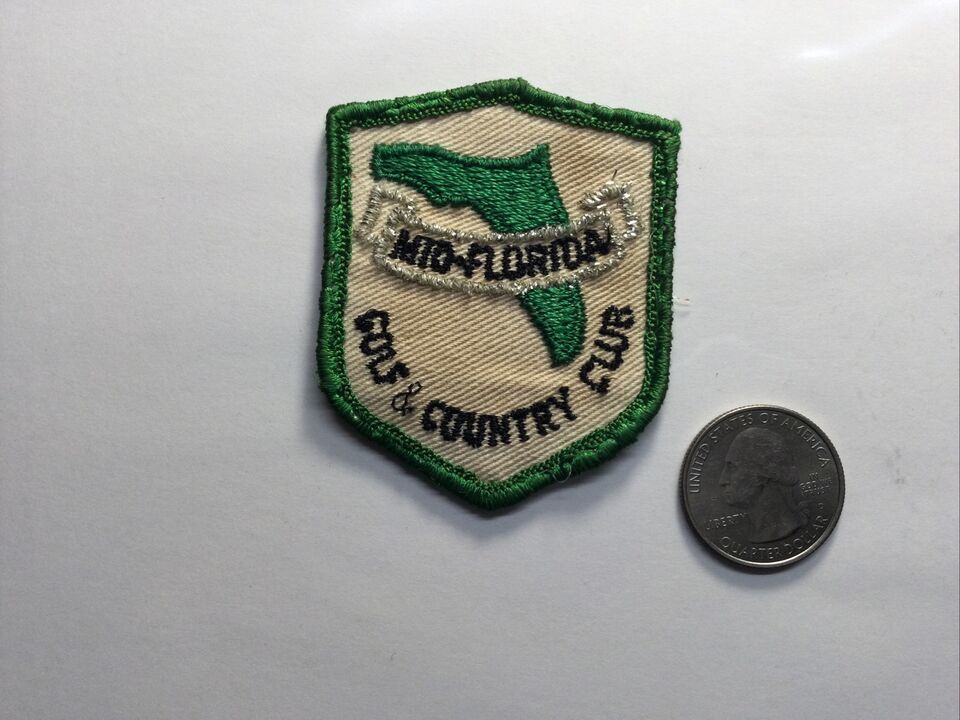 MID-FLORIDA
GOLF & COUNTRY CLUB
UNITED STATES OF AMERICA
LIBERTY
IN
GOD WE
TRUST
QUARTER DOLLAR